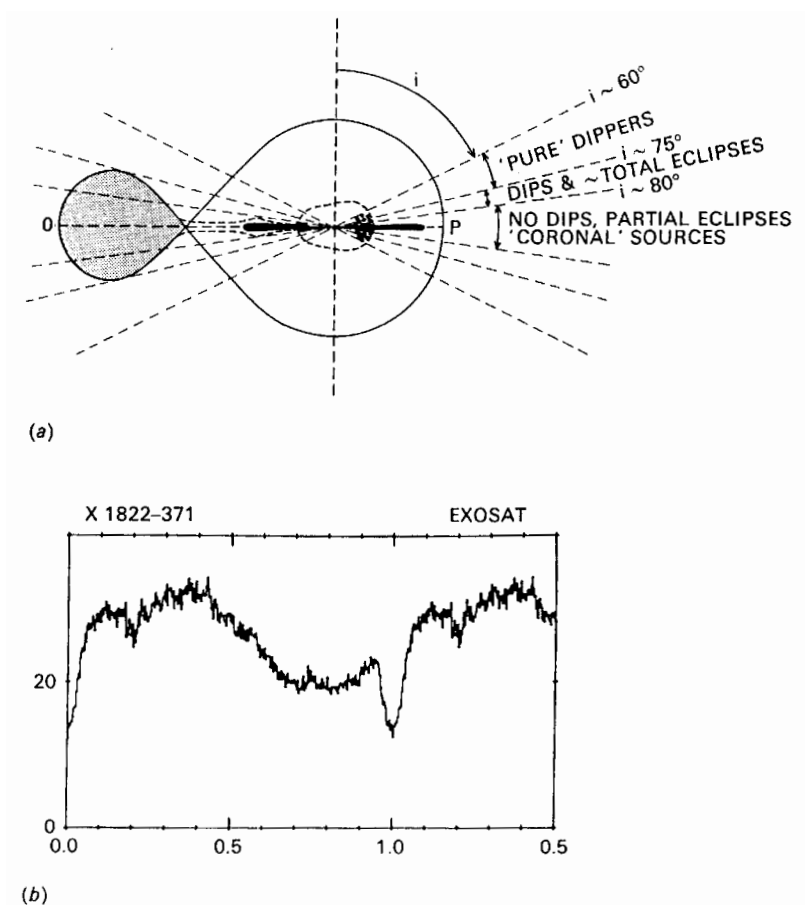 i
i ~ 60°
'PURE' DIPPERS
i ~ 75°
DIPS & ~TOTAL ECLIPSES
i ~ 80°
0
P
NO DIPS, PARTIAL ECLIPSES
'CORONAL' SOURCES
(a)
X 1822–371 EXOSAT
20
0
0.0 0.5 1.0 0.5
(b)